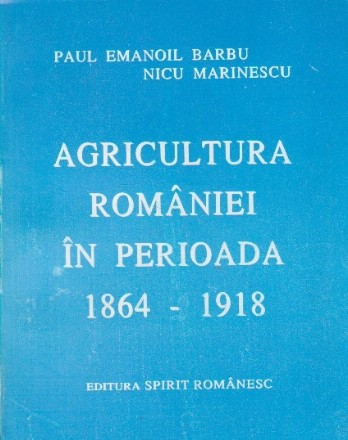 PAUL EMANOIL BARBU
NICU MARINESCU
AGRICULTURA
ROMÂNIEI
ÎN PERIOADA
1864 - 1918
EDITURA SPIRIT ROMÂNESC